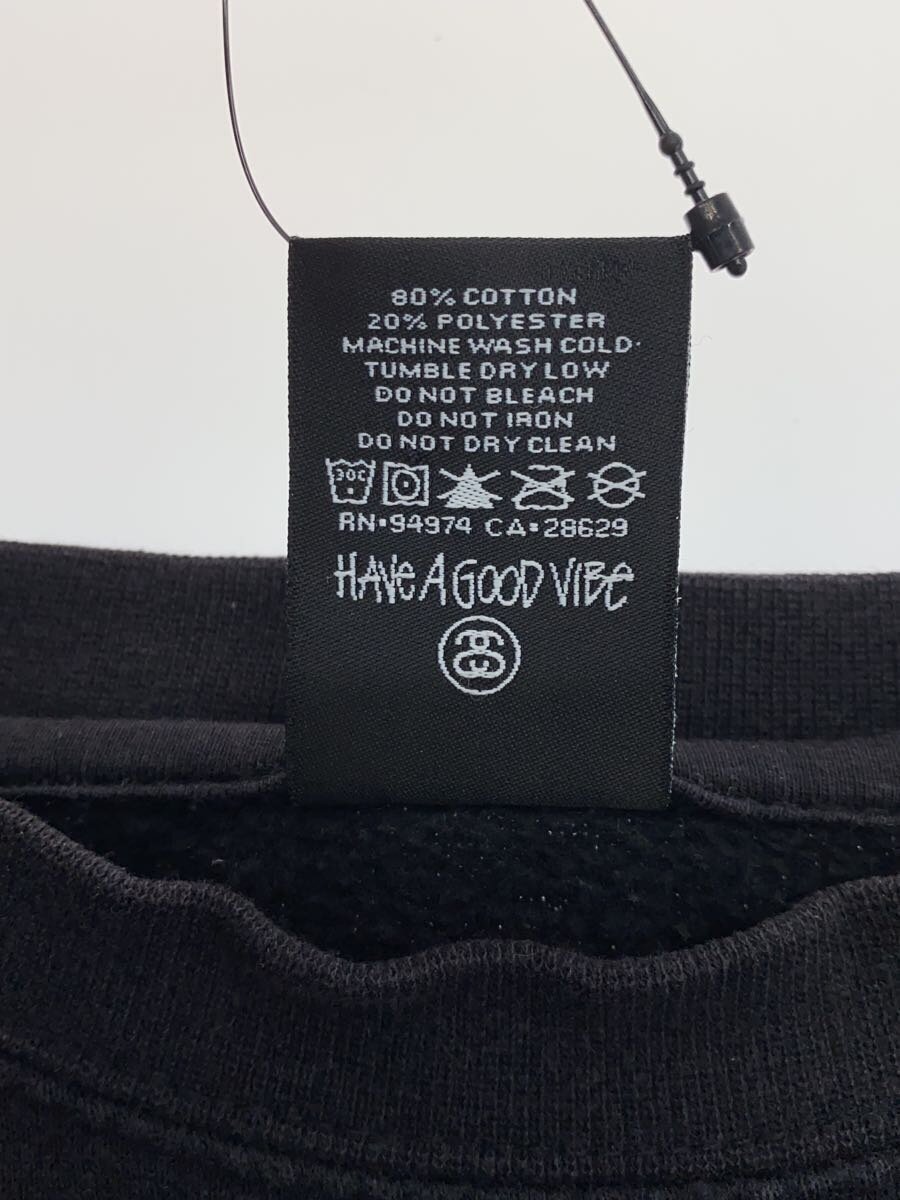 80% COTTON
20% POLYESTER
MACHINE WASH COLD
TUMBLE DRY LOW
DO NOT BLEACH
DO NOT IRON
DO NOT DRY CLEAN
30C
RN•94974 CA•28629
HAVE A GOOD VIBE